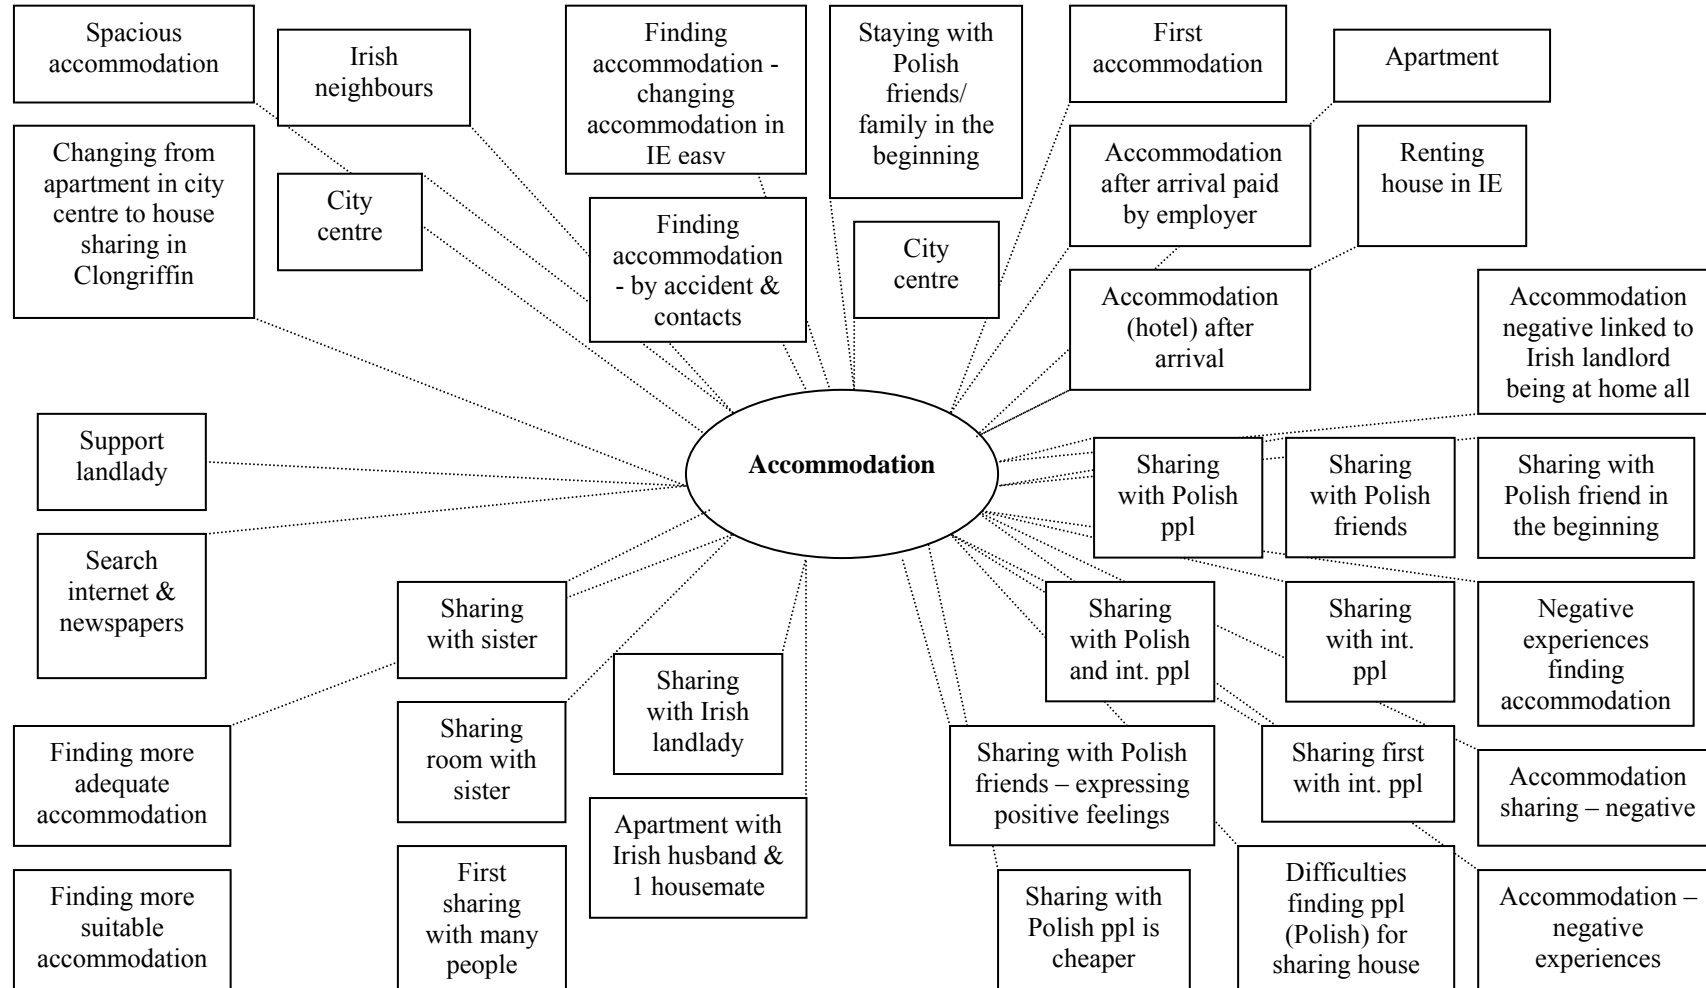 Spacious
accommodation
Irish
neighbours
Finding
accommodation -
changing
accommodation in
IE easy
Staying with
Polish
friends/
family in the
beginning
First
accommodation
Apartment
Changing from
apartment in city
centre to house
sharing in
Clongriffin
City
centre
Finding
accommodation
- by accident &
contacts
City
centre
Accommodation
after arrival paid
by employer
Renting
house in IE
Accommodation
(hotel) after
arrival
Accommodation
negative linked to
Irish landlord
being at home all
Support
landlady
Accommodation
Sharing
with Polish
ppl
Sharing
with Polish
friends
Sharing with
Polish friend in
the beginning
Search
internet &
newspapers
Sharing
with sister
Sharing
with Polish
and int. ppl
Sharing
with int.
ppl
Negative
experiences
finding
accommodation
Sharing
with Irish
landlady
Finding more
adequate
accommodation
Sharing
room with
sister
Sharing with Polish
friends – expressing
positive feelings
Sharing first
with int. ppl
Accommodation
sharing – negative
Apartment with
Irish husband &
1 housemate
Finding more
suitable
accommodation
First
sharing
with many
people
Sharing with
Polish ppl is
cheaper
Difficulties
finding ppl
(Polish) for
sharing house
Accommodation –
negative
experiences